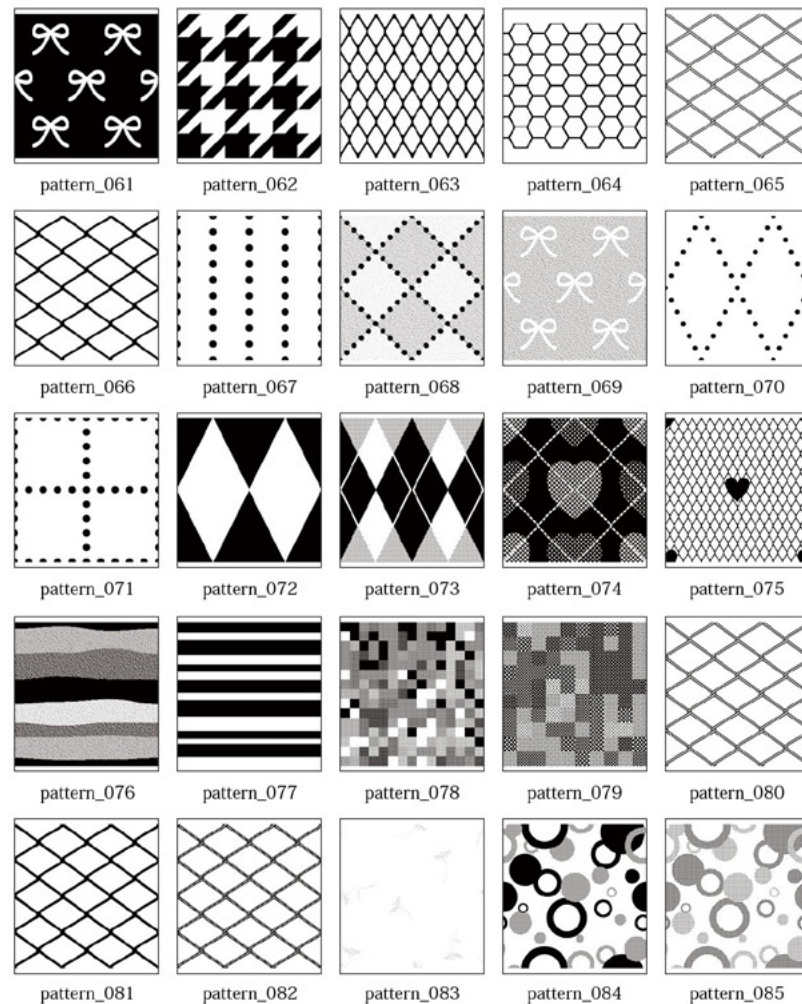 pattern_061 pattern_062 pattern_063 pattern_064 pattern_065
pattern_066 pattern_067 pattern_068 pattern_069 pattern_070
pattern_071 pattern_072 pattern_073 pattern_074 pattern_075
pattern_076 pattern_077 pattern_078 pattern_079 pattern_080
pattern_081 pattern_082 pattern_083 pattern_084 pattern_085